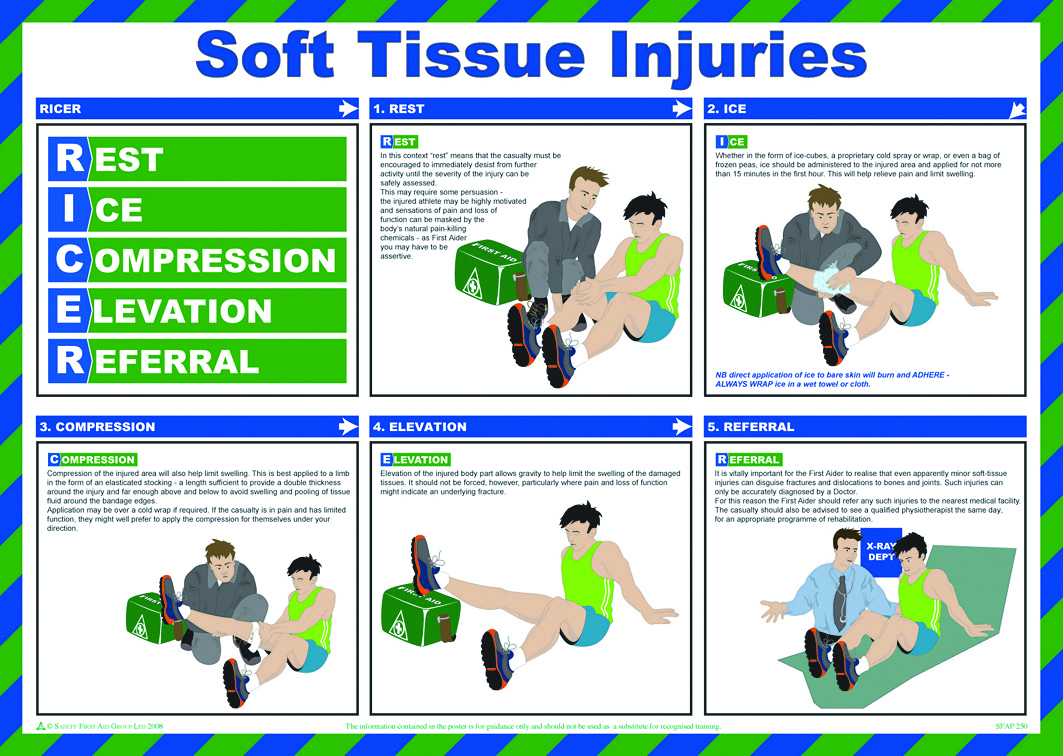 Soft Tissue Injuries
RICER
REST
ICE
COMPRESSION
ELEVATION
REFERRAL
1. REST
REST
In this context “rest” means that the casualty must be
encouraged to immediately desist from further
activity until the severity of the injury can be
safely assessed.
This may require some persuasion -
the injured athlete may be highly motivated
and sensations of pain and loss of
function can be masked by the
body's natural pain-killing
chemicals - as First Aider
you may have to be
assertive.
FIRST AID
2. ICE
ICE
Whether in the form of ice-cubes, a proprietary cold spray or wrap, or even a bag of
frozen peas, ice should be administered to the injured area and applied for not more
than 15 minutes in the first hour. This will help relieve pain and limit swelling.
FIRST
NB direct application of ice to bare skin will burn and ADHERE -
ALWAYS WRAP ice in a wet towel or cloth.
3. COMPRESSION
COMPRESSION
Compression of the injured area will also help limit swelling. This is best applied to a limb
in the form of an elasticated stocking - a length sufficient to provide a double thickness
around the injury and far enough above and below to avoid swelling and pooling of tissue
fluid around the bandage edges.
Application may be over a cold wrap if required. If the casualty is in pain and has limited
function, they might well prefer to apply the compression for themselves under your
direction.
FIRST
4. ELEVATION
ELEVATION
Elevation of the injured body part allows gravity to help limit the swelling of the damaged
tissues. It should not be forced, however, particularly where pain and loss of function
might indicate an underlying fracture.
FIRST AID
5. REFERRAL
REFERRAL
It is vitally important for the First Aider to realise that even apparently minor soft-tissue
injuries can disguise fractures and dislocations to bones and joints. Such injuries can
only be accurately diagnosed by a Doctor.
For this reason the First Aider should refer any such injuries to the nearest medical facility.
The casualty should also be advised to see a qualified physiotherapist the same day,
for an appropriate programme of rehabilitation.
X-RAY
DEPT
© SAFETY FIRST AID GROUP LTD 2008
The information contained in the poster is for guidance only and should not be used as a substitute for recognised training.
SFAP 250